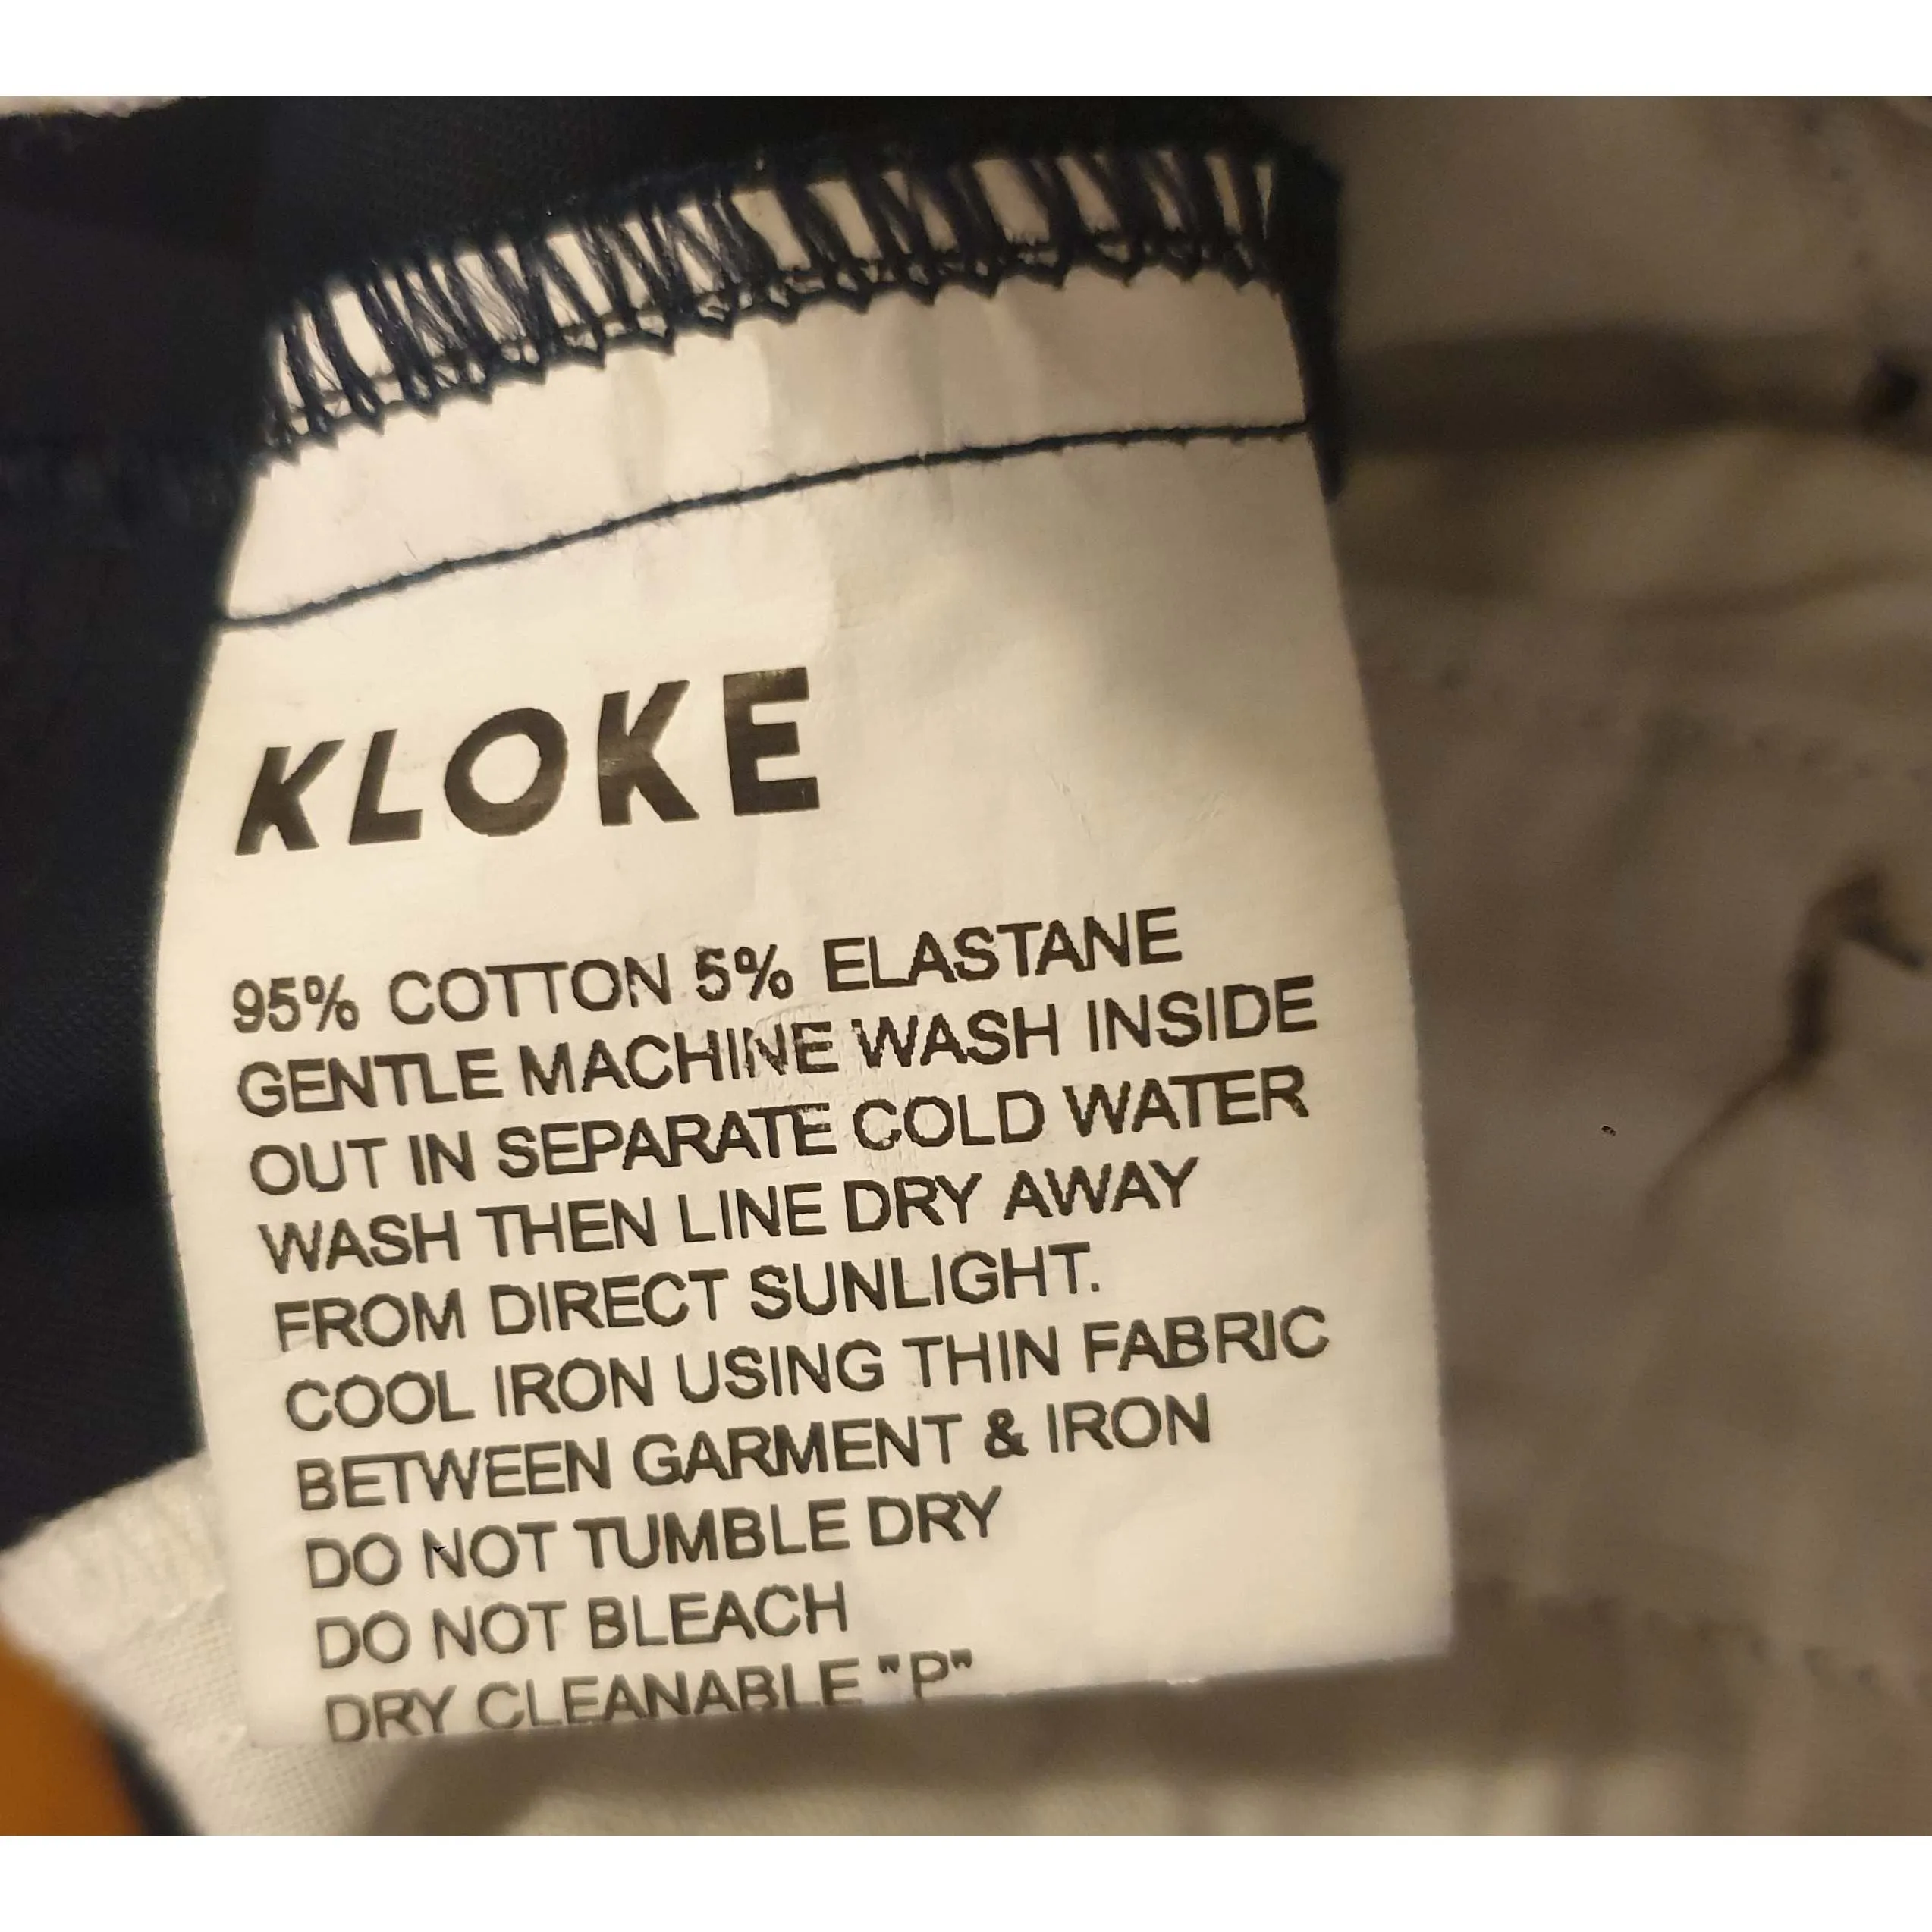 KLOKE
95% COTTON 5% ELASTANE
GENTLE MACHINE WASH INSIDE
OUT IN SEPARATE COLD WATER
WASH THEN LINE DRY AWAY
FROM DIRECT SUNLIGHT.
COOL IRON USING THIN FABRIC
BETWEEN GARMENT & IRON
DO NOT TUMBLE DRY
DO NOT BLEACH
DRY CLEANABLE "P"